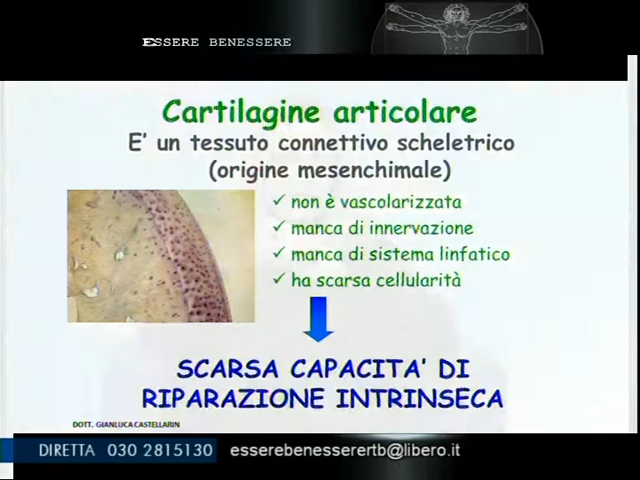 ESSERE BENESSERE
Cartilagine articolare
E' un tessuto connettivo scheletrico
(origine mesenchimale)
✓ non è vascolarizzata
✓ manca di innervazione
✓ manca di sistema linfatico
✓ ha scarsa cellularità
SCARSA CAPACITA' DI
RIPARAZIONE INTRINSECA
DOTT. GIANLUCA CASTELLARIN
DIRETTA 030 2815130 esserebenesserertb@libero.it